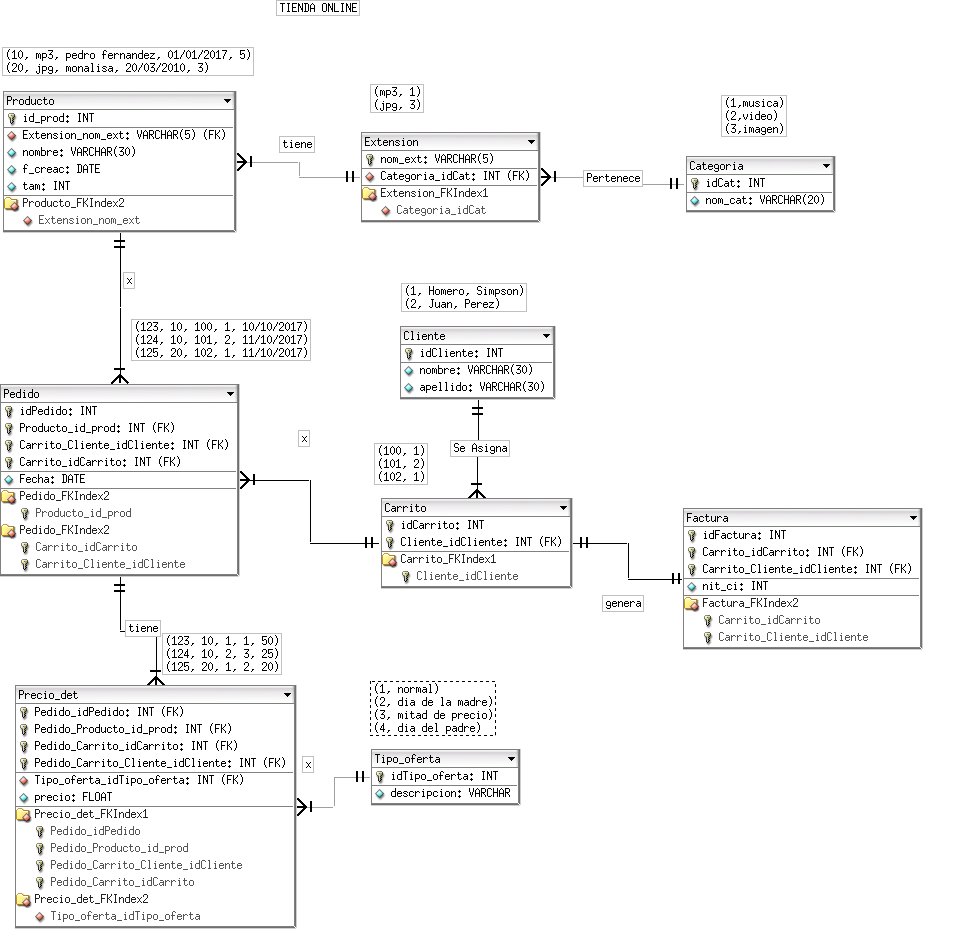 TIENDA ONLINE
(10, mp3, pedro fernandez, 01/01/2017, 5)
(20, jpg, monalisa, 20/03/2010, 3)
Producto
id_prod: INT
Extension_nom_ext: VARCHAR(5) (FK)
nombre: VARCHAR(30)
f_creac: DATE
tam: INT
Producto_FKIndex2
Extension_nom_ext
tiene
(mp3, 1)
(jpg, 3)
Extension
nom_ext: VARCHAR(5)
Categoria_idCat: INT (FK)
Extension_FKIndex1
Categoria_idCat
Pertenece
(1,musica)
(2,video)
(3,imagen)
Categoria
idCat: INT
nom_cat: VARCHAR(20)
x
(123, 10, 100, 1, 10/10/2017)
(124, 10, 101, 2, 11/10/2017)
(125, 20, 102, 1, 11/10/2017)
(1, Homero, Simpson)
(2, Juan, Perez)
Cliente
idCliente: INT
nombre: VARCHAR(30)
apellido: VARCHAR(30)
Pedido
idPedido: INT
Producto_id_prod: INT (FK)
Carrito_Cliente_idCliente: INT (FK)
Carrito_idCarrito: INT (FK)
Fecha: DATE
Pedido_FKIndex2
Producto_id_prod
Pedido_FKIndex2
Carrito_idCarrito
Carrito_Cliente_idCliente
x
Se Asigna
(100, 1)
(101, 2)
(102, 1)
Carrito
idCarrito: INT
Cliente_idCliente: INT (FK)
Carrito_FKIndex1
Cliente_idCliente
genera
Factura
idFactura: INT
Carrito_idCarrito: INT (FK)
Carrito_Cliente_idCliente: INT (FK)
nit_ci: INT
Factura_FKIndex2
Carrito_idCarrito
Carrito_Cliente_idCliente
tiene
(123, 10, 1, 1, 50)
(124, 10, 2, 3, 25)
(125, 20, 1, 2, 20)
Precio_det
Pedido_idPedido: INT (FK)
Pedido_Producto_id_prod: INT (FK)
Pedido_Carrito_idCarrito: INT (FK)
Pedido_Carrito_Cliente_idCliente: INT (FK)
Tipo_oferta_idTipo_oferta: INT (FK)
precio: FLOAT
Precio_det_FKIndex1
Pedido_idPedido
Pedido_Producto_id_prod
Pedido_Carrito_Cliente_idCliente
Pedido_Carrito_idCarrito
Precio_det_FKIndex2
Tipo_oferta_idTipo_oferta
x
(1, normal)
(2, dia de la madre)
(3, mitad de precio)
(4, dia del padre)
Tipo_oferta
idTipo_oferta: INT
descripcion: VARCHAR